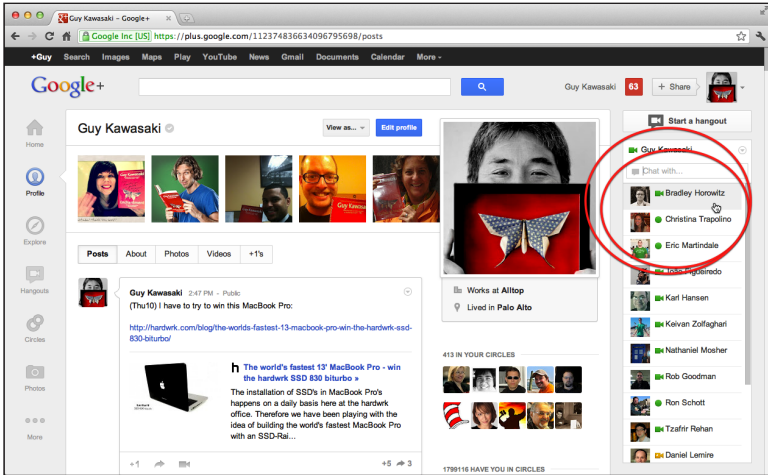 Guy Kawasaki - Google+
Google Inc [US] https://plus.google.com/112374836634096795698/posts
+Guy Search Images Maps Play YouTube News Gmail Documents Calendar More
Google+
Guy Kawasaki 63 + Share
Home
Profile
Explore
Hangouts
Circles
Photos
More
Guy Kawasaki
View as...
Edit profile
Posts About Photos Videos +1's
Guy Kawasaki 2:47 PM - Public
(Thu10) I have to try to win this MacBook Pro:
http://hardwrk.com/blog/the-worlds-fastest-13-macbook-pro-win-the-hardwrk-ssd-
830-biturbo/
h The world's fastest 13' MacBook Pro - win
the hardwrk SSD 830 biturbo »
The installation of SSD's in MacBook Pro's
happens on a daily basis here at the hardwrk
office. Therefore we have been playing with the
idea of building the world's fastest MacBook Pro
with an SSD-Rai...
+1
+5 3
Works at Alltop
Lived in Palo Alto
413 IN YOUR CIRCLES
1799116 HAVE YOU IN CIRCLES
Start a hangout
Guy Kawasaki
Chat with...
Bradley Horowitz
Christina Trapolino
Eric Martindale
João Figueiredo
Karl Hansen
Keivan Zolfaghari
Nathaniel Mosher
Rob Goodman
Ron Schott
Tzafrir Rehan
Daniel Lemire